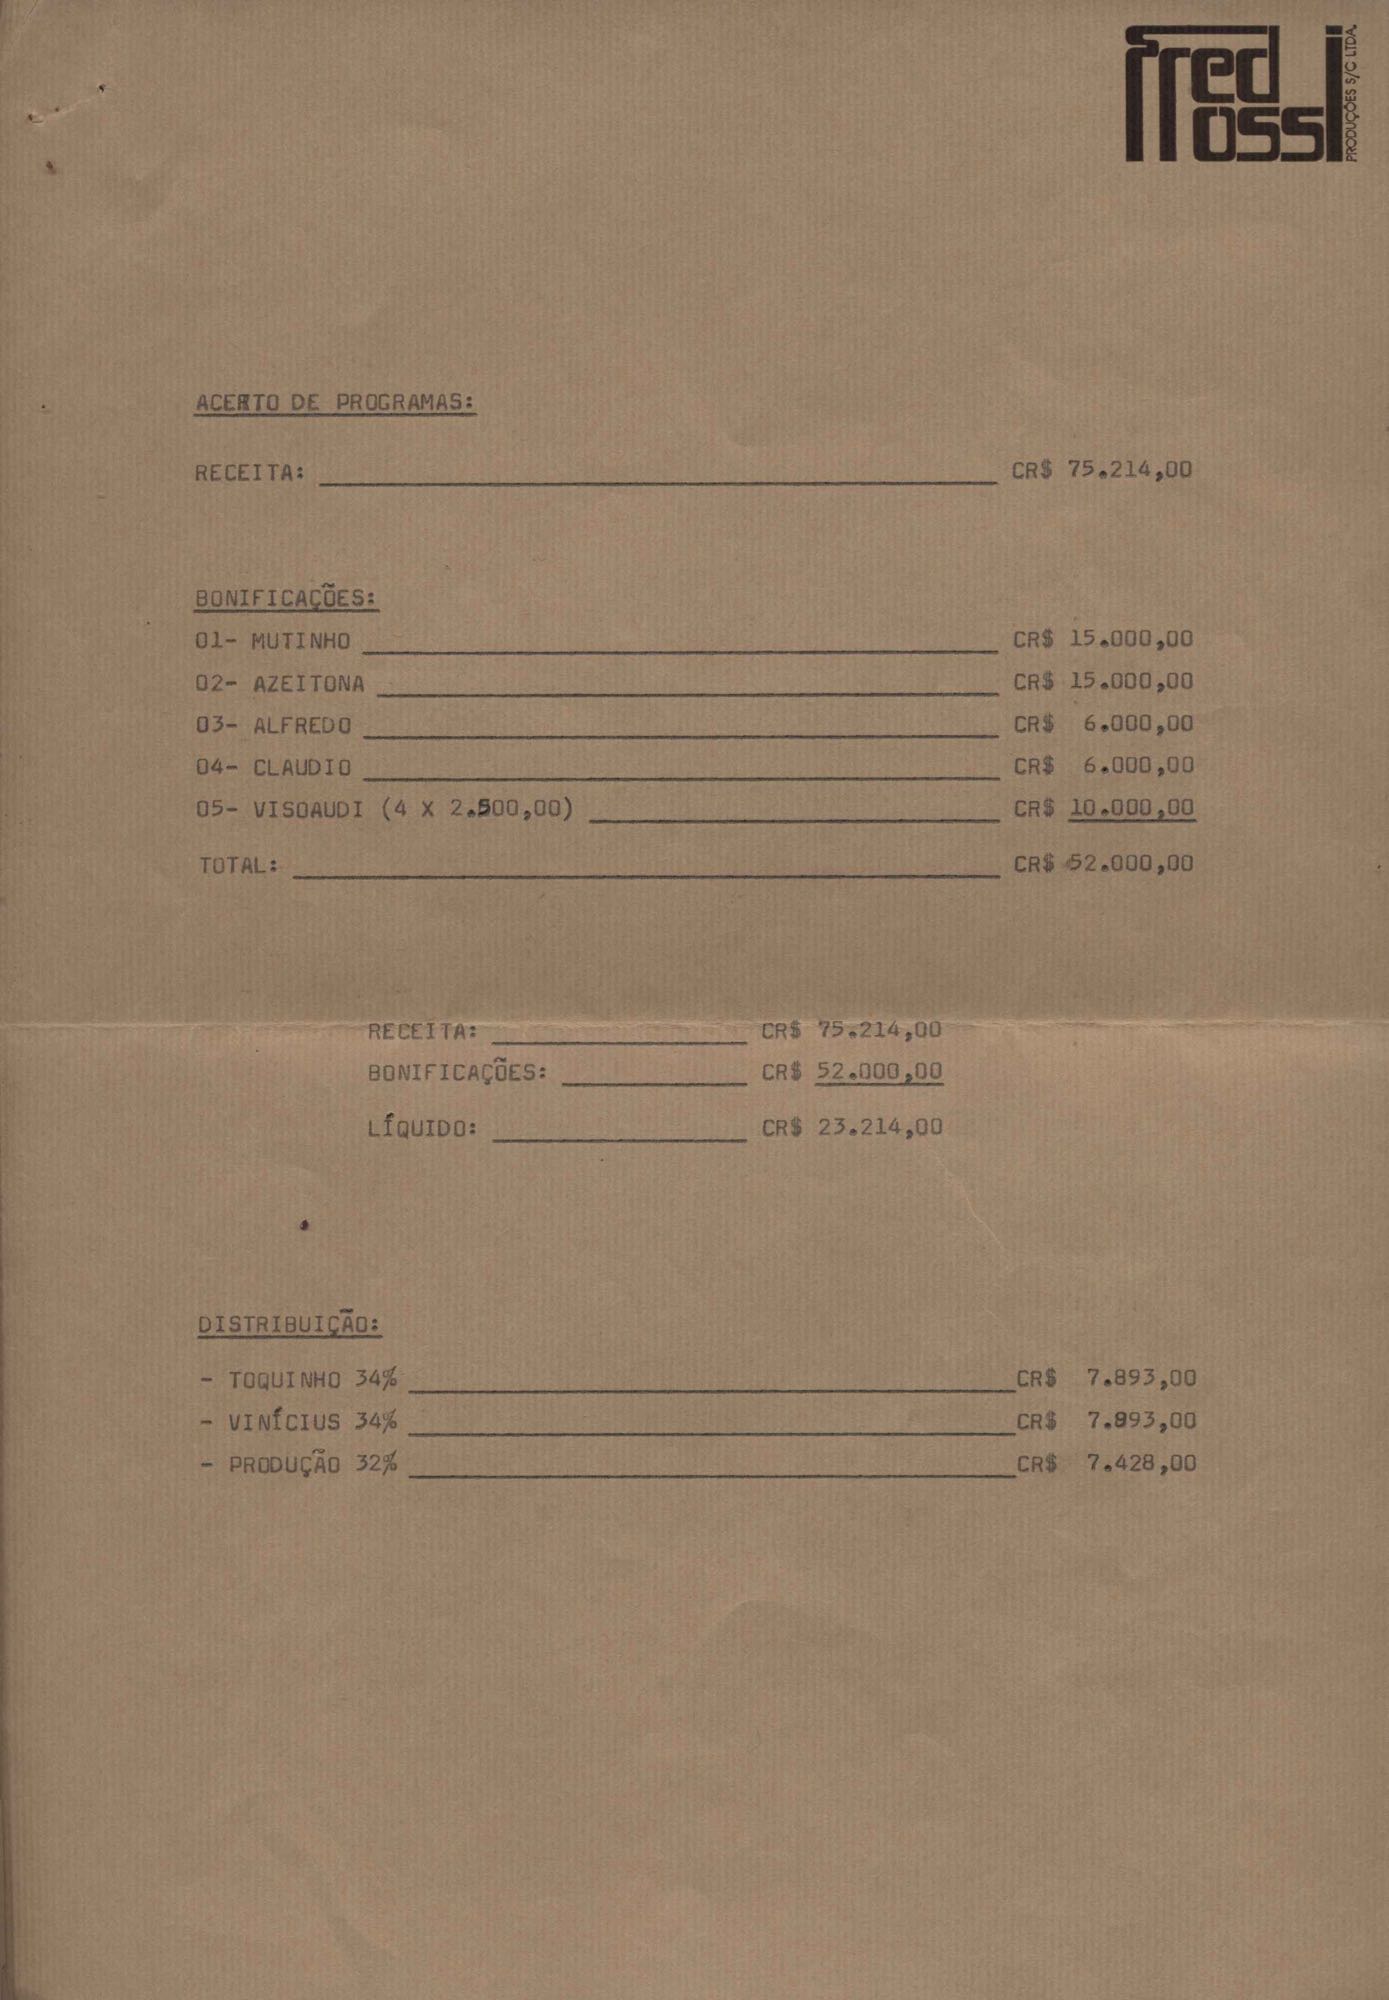 fred
rossi
PRODUÇÕES S/C LTDA.
ACERTO DE PROGRAMAS:
RECEITA: CR$ 75.214,00
BONIFICAÇÕES:
01- MUTINHO CR$ 15.000,00
02- AZEITONA CR$ 15.000,00
03- ALFREDO CR$ 6.000,00
04- CLAUDIO CR$ 6.000,00
05- VISOAUDI (4 X 2.500,00) CR$ 10.000,00
TOTAL: CR$ 52.000,00
RECEITA: CR$ 75.214,00
BONIFICAÇÕES: CR$ 52.000,00
LÍQUIDO: CR$ 23.214,00
DISTRIBUIÇÃO:
- TOQUINHO 34% CR$ 7.893,00
- VINÍCIUS 34% CR$ 7.893,00
- PRODUÇÃO 32% CR$ 7.428,00